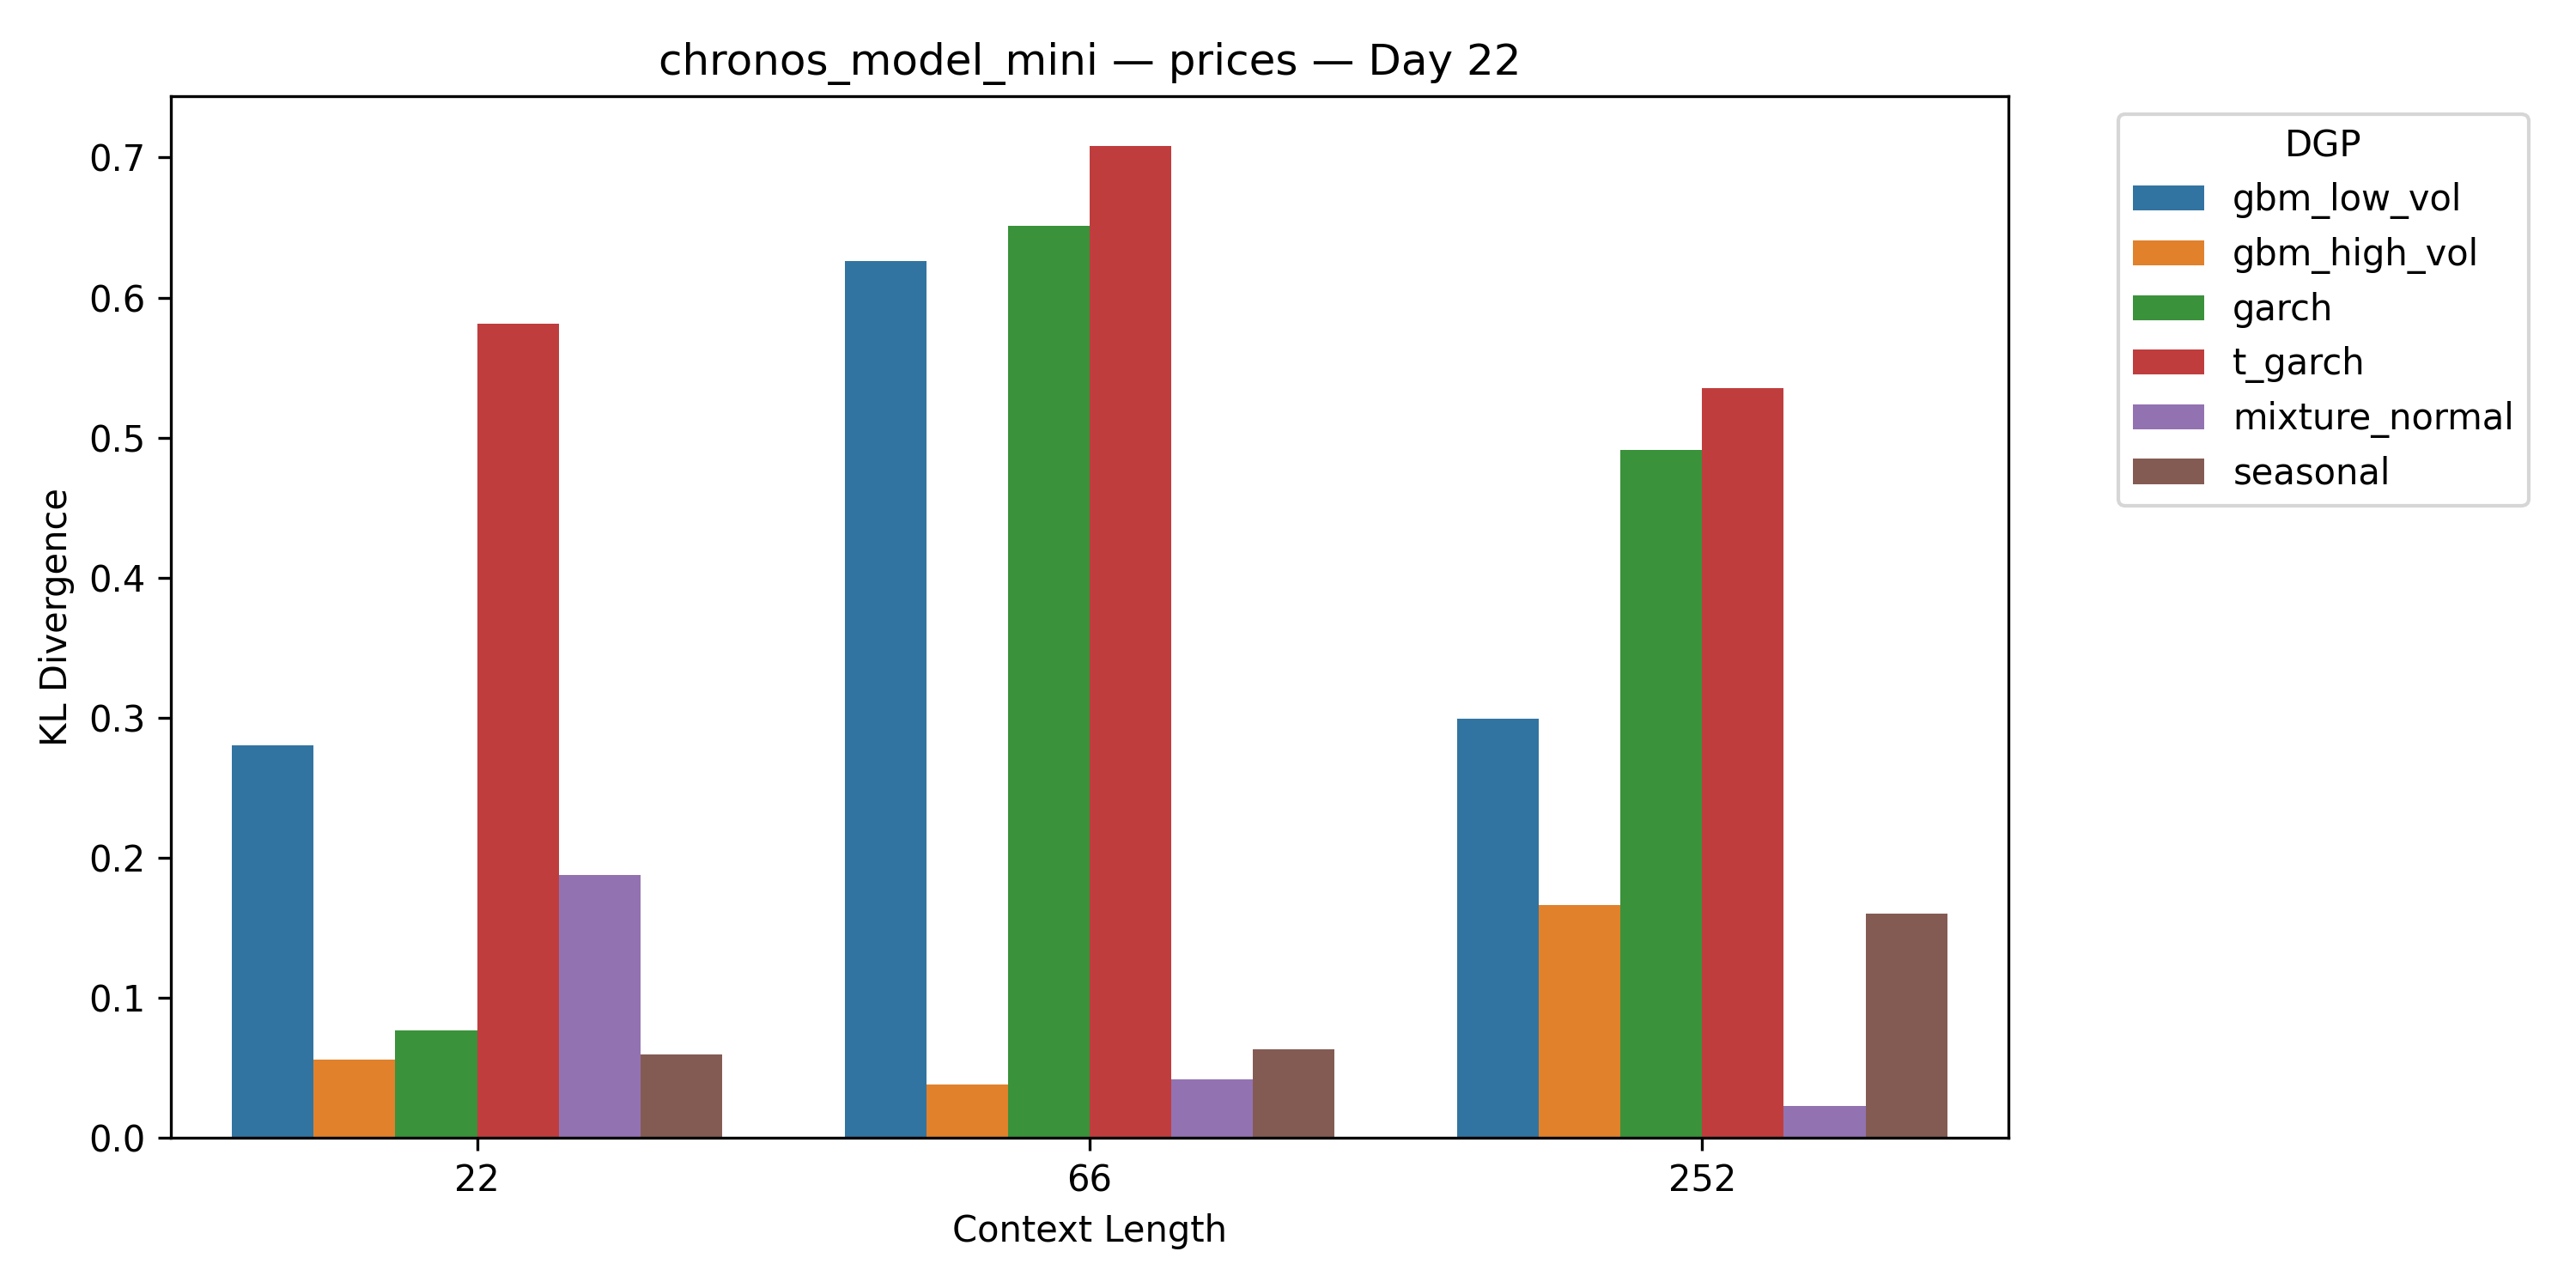 chronos_model_mini — prices — Day 22
KL Divergence
0.7
0.6
0.5
0.4
0.3
0.2
0.1
0.0
22
66
252
Context Length
DGP
gbm_low_vol
gbm_high_vol
garch
t_garch
mixture_normal
seasonal